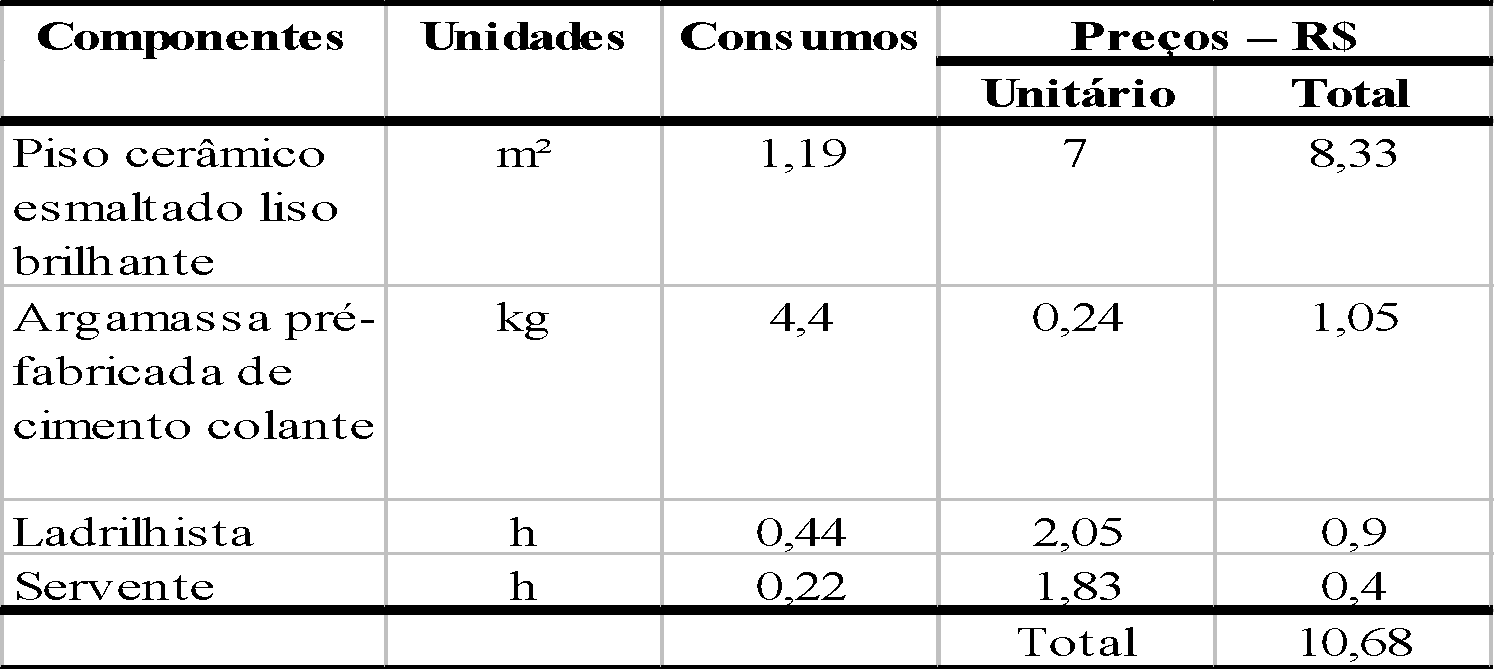 Componentes Unidades Consumos Preços – R$
Unitário Total
Piso cerâmico m² 1,19 7 8,33
esmaltado liso
brilhante
Argamassa pré- kg 4,4 0,24 1,05
fabricada de
cimento colante
Ladrilhista h 0,44 2,05 0,9
Servente h 0,22 1,83 0,4
Total 10,68